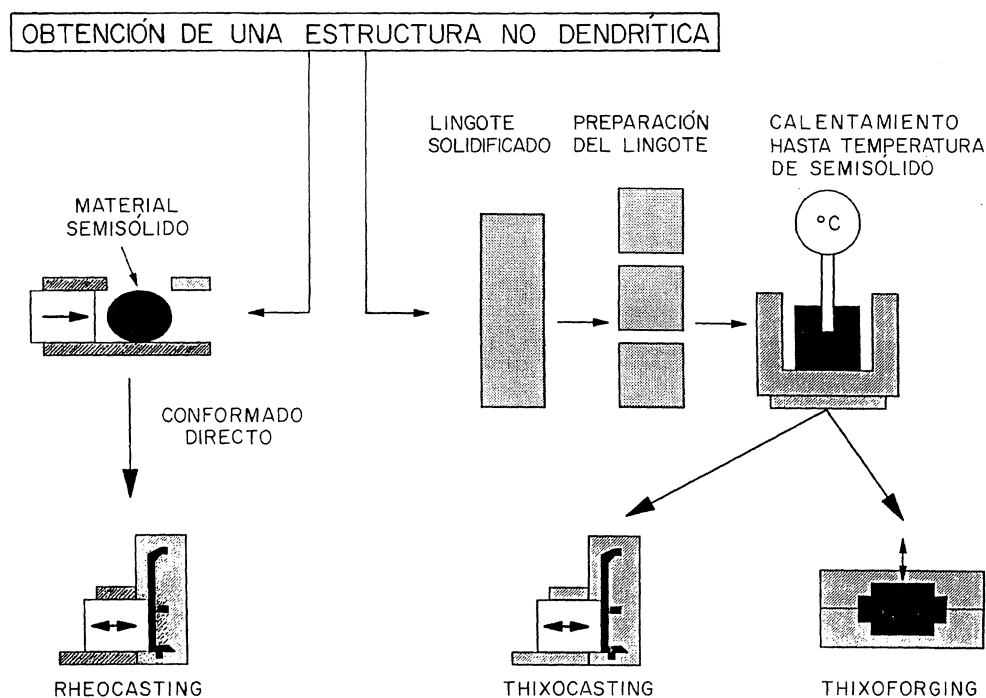 OBTENCIÓN DE UNA ESTRUCTURA NO DENDRÍTICA
LINGOTE
SOLIDIFICADO
PREPARACIÓN
DEL LINGOTE
CALENTAMIENTO
HASTA TEMPERATURA
DE SEMISÓLIDO
MATERIAL
SEMISÓLIDO
°C
CONFORMADO
DIRECTO
RHEOCASTING
THIXOCASTING
THIXOFORGING